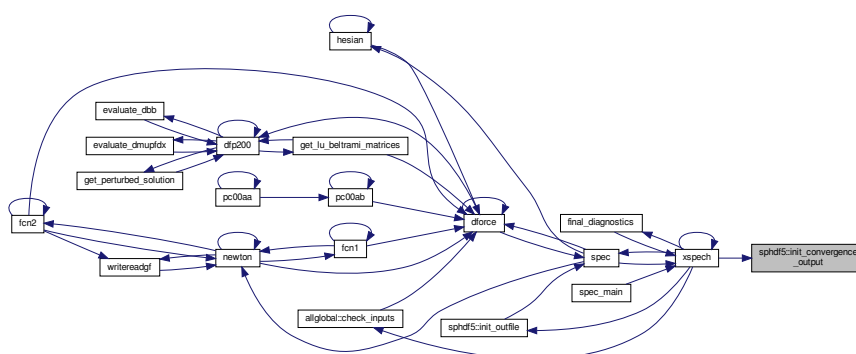 hesian
evaluate_dbb
evaluate_dmupfdx
dfp200
get_lu_beltrami_matrices
get_perturbed_solution
pc00aa
pc00ab
dforce
final_diagnostics
fcn2
fcn1
newton
spec
xspech
sphdf5::init_convergence
_output
writereadgf
spec_main
allglobal::check_inputs
sphdf5::init_outfile